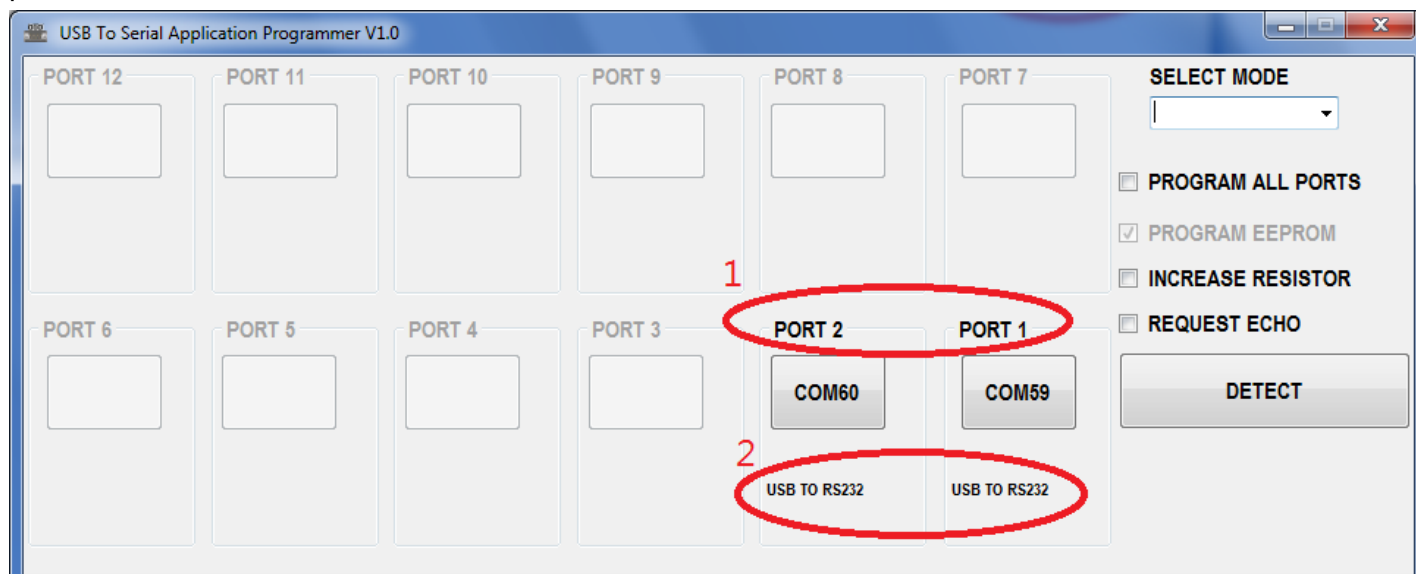 USB To Serial Application Programmer V1.0
PORT 12 PORT 11 PORT 10 PORT 9 PORT 8 PORT 7 SELECT MODE
PROGRAM ALL PORTS
PROGRAM EEPROM
1 INCREASE RESISTOR
PORT 6 PORT 5 PORT 4 PORT 3 PORT 2 PORT 1 REQUEST ECHO
COM60 COM59 DETECT
2
USB TO RS232 USB TO RS232